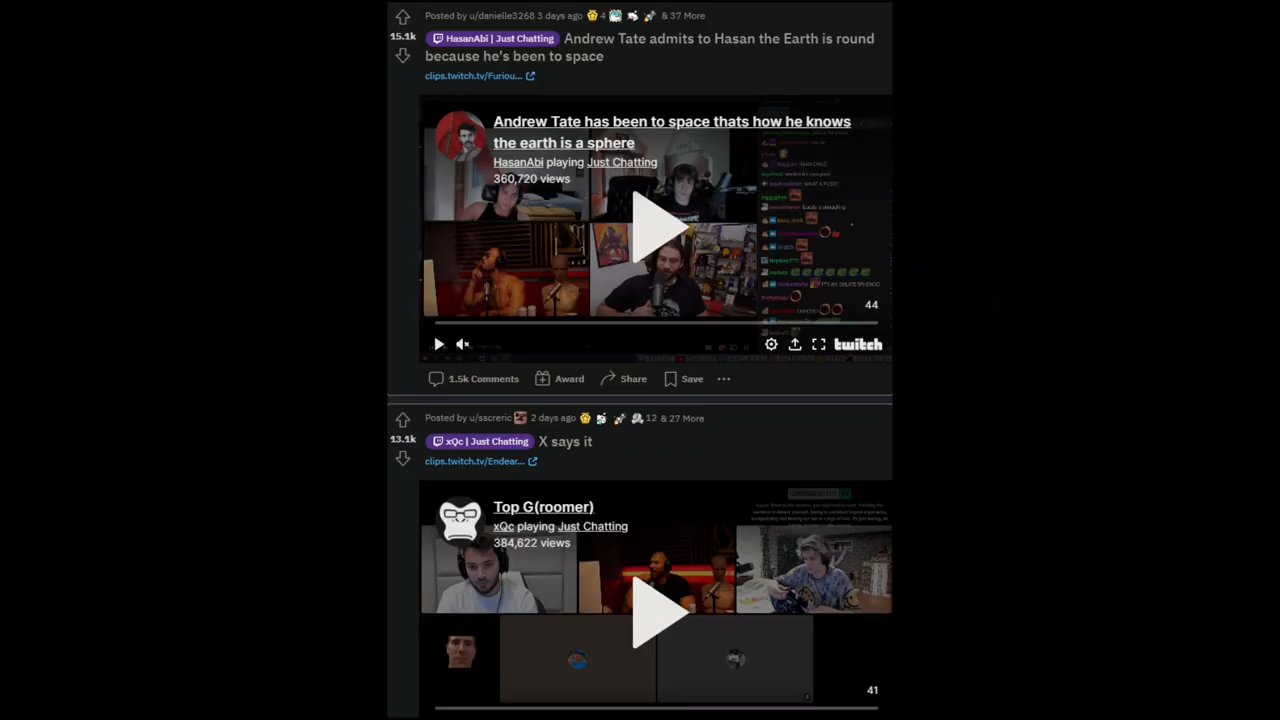 Posted by u/danielle3268 3 days ago 4 & 37 More
15.1k
HasanAbi | Just Chatting Andrew Tate admits to Hasan the Earth is round
because he's been to space
clips.twitch.tv/Furiou...
Andrew Tate has been to space thats how he knows
the earth is a sphere
HasanAbi playing Just Chatting
360,720 views
44
twitch
1.5k Comments Award Share Save
Posted by u/sscreric 2 days ago 12 & 27 More
13.1k
xQc | Just Chatting X says it
clips.twitch.tv/Endear...
Top G(roomer)
xQc playing Just Chatting
384,622 views
41